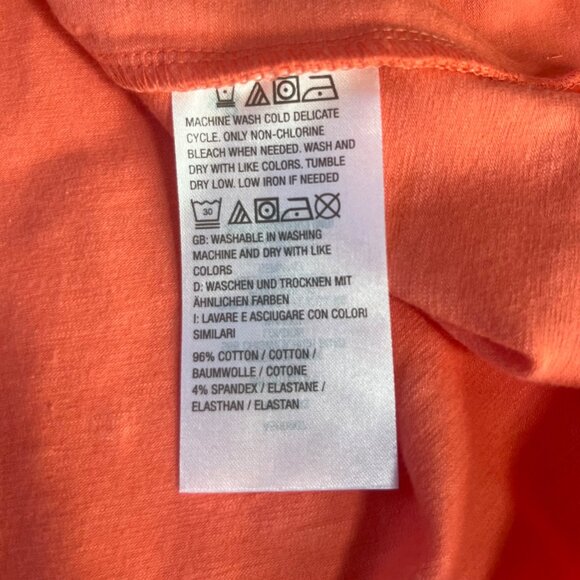 MACHINE WASH COLD DELICATE
CYCLE. ONLY NON-CHLORINE
BLEACH WHEN NEEDED. WASH AND
DRY WITH LIKE COLORS. TUMBLE
DRY LOW. LOW IRON IF NEEDED
30
GB: WASHABLE IN WASHING
MACHINE AND DRY WITH LIKE
COLORS
D: WASCHEN UND TROCKNEN MIT
ÄHNLICHEN FARBEN
I: LAVARE E ASCIUGARE CON COLORI
SIMILARI
96% COTTON / COTTON /
BAUMWOLLE / COTONE
4% SPANDEX / ELASTANE /
ELASTHAN / ELASTAN